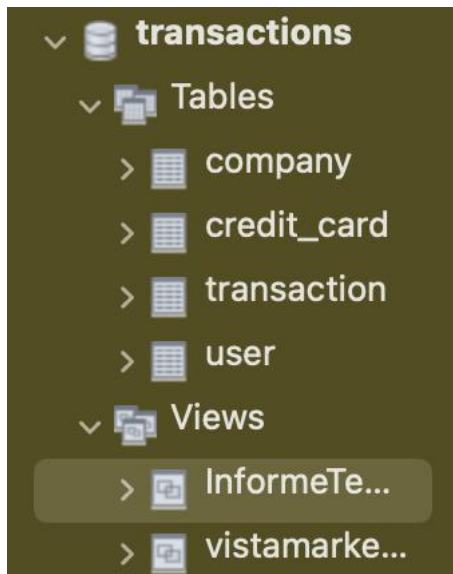 transactions
Tables
company
credit_card
transaction
user
Views
InformeTe...
vistamarke...